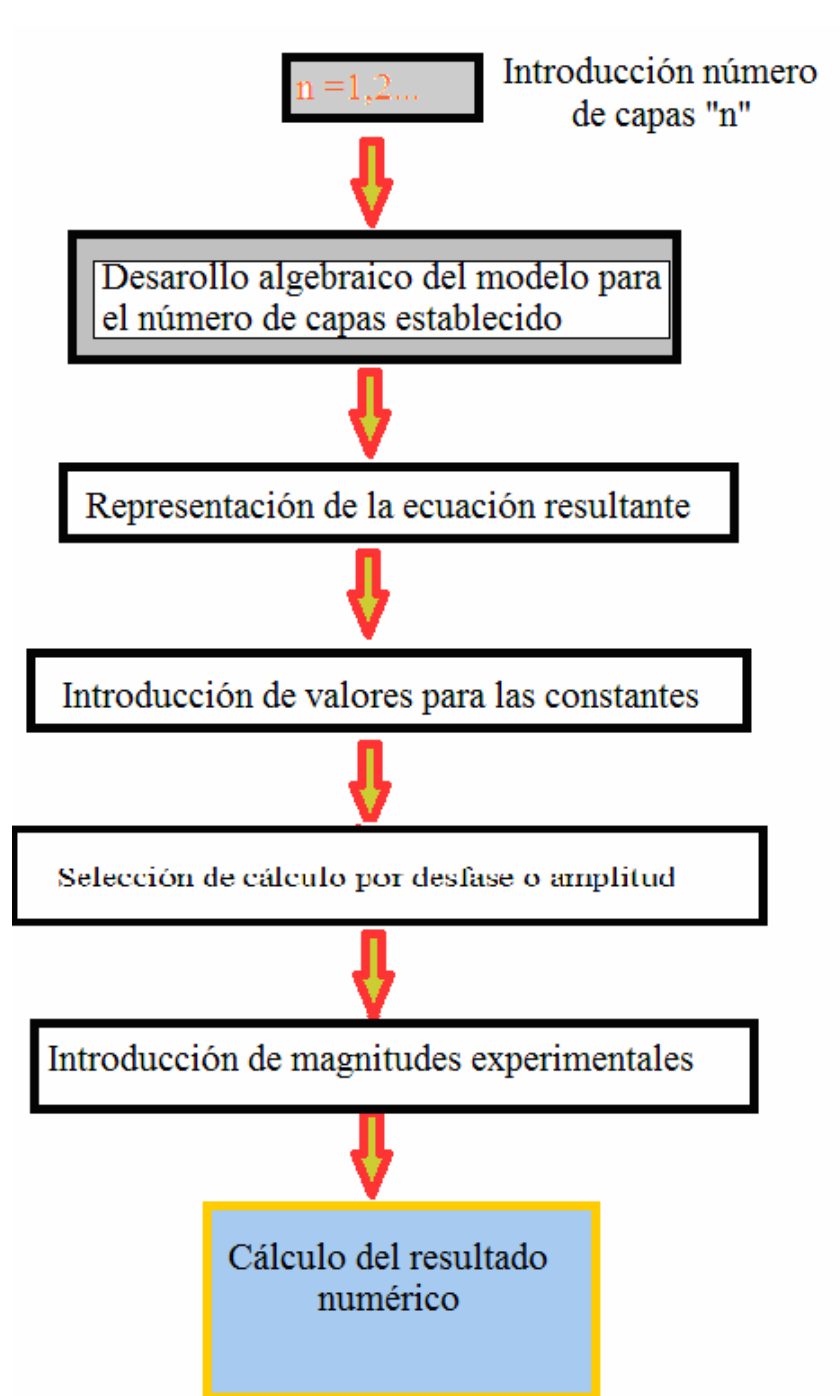 n =1,2...
Introducción número
de capas "n"
Desarollo algebraico del modelo para
el número de capas establecido
Representación de la ecuación resultante
Introducción de valores para las constantes
Selección de cálculo por desfase o amplitud
Introducción de magnitudes experimentales
Cálculo del resultado
numérico